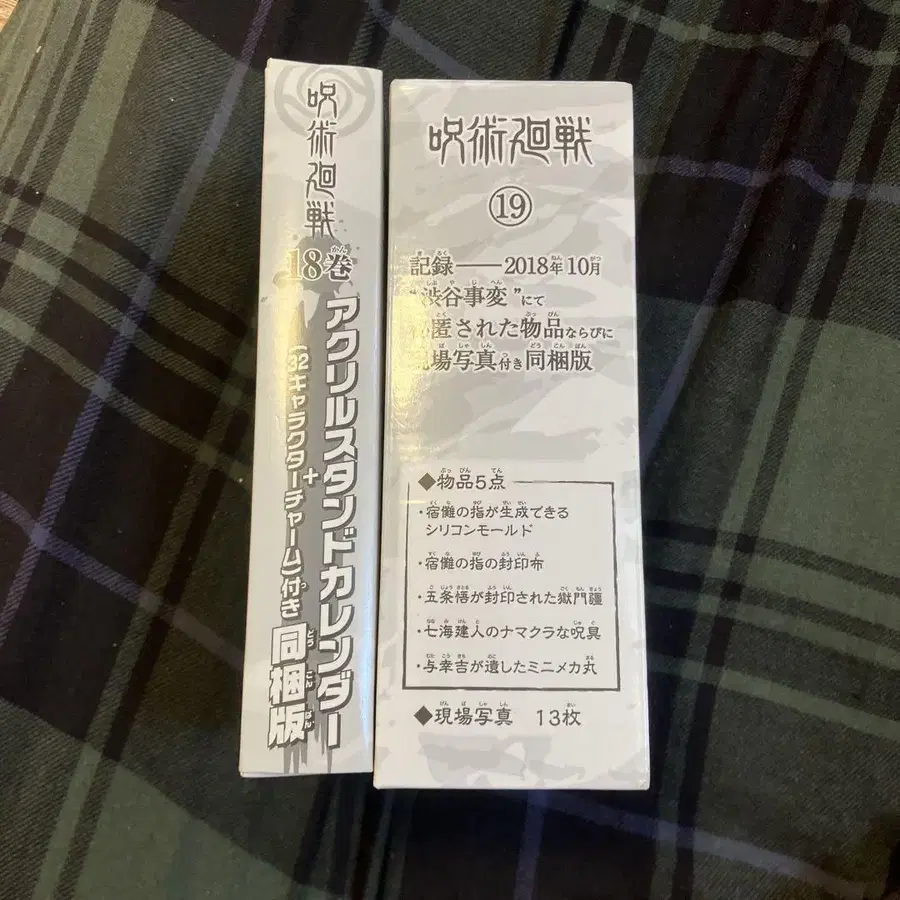 呪術廻戦
18巻
アクリルスタンドカレンダー
+
(32キャラクターチャーム)付き
同梱版
呪術廻戦
⑲
記録——2018年10月
"渋谷事変"にて
匿された物品ならびに
現場写真付き同梱版
◆物品5点
・宿儺の指が生成できる
シリコンモールド
・宿儺の指の封印布
・五条悟が封印された獄門疆
・七海建人のナマクラな呪具
・与幸吉が遺したミニメカ丸
◆現場写真 13枚